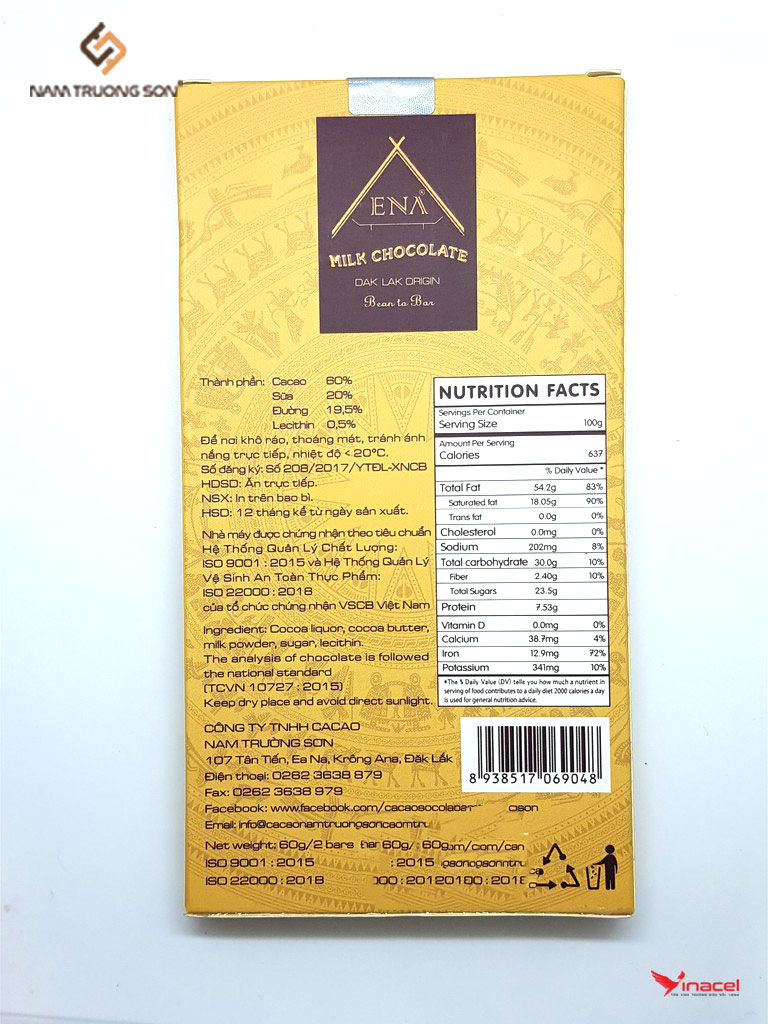 NAM TRUONG SON
ENA®
MILK CHOCOLATE
DAK LAK ORIGIN
Bean to Bar
Thành phần: Cacao 60%
Sữa 20%
Đường 19,5%
Lecithin 0,5%
Để nơi khô ráo, thoáng mát, tránh ánh
nắng trực tiếp, nhiệt độ < 20°C.
Số đăng ký: Số 208/2017/YTĐL-XNCB
HDSD: Ăn trực tiếp.
NSX: In trên bao bì.
HSD: 12 tháng kể từ ngày sản xuất.
Nhà máy được chứng nhận theo tiêu chuẩn
Hệ Thống Quản Lý Chất Lượng:
ISO 9001 : 2015 và Hệ Thống Quản Lý
Vệ Sinh An Toàn Thực Phẩm:
ISO 22000 : 2018
của tổ chức chứng nhận VSCB Việt Nam
Ingredient: Cocoa liquor, cocoa butter,
milk powder, sugar, lecithin.
The analysis of chocolate is followed
the national standard
(TCVN 10727 : 2015)
Keep dry place and avoid direct sunlight.
CÔNG TY TNHH CACAO
NAM TRƯỜNG SƠN
107 Tân Tiến, Ea Na, Krông Ana, Đăk Lăk
Điện thoại: 0262 3638 879
Fax: 0262 3638 979
Facebook: www.facebook.com/
Email: info@cacaonamtruongson
Net weight: 60g/2 bars
ISO 9001 : 2015
ISO 22000 : 2018
NUTRITION FACTS
Servings Per Container
Serving Size 100g
Amount Per Serving
Calories 637
% Daily Value *
Total Fat 54.2g 83%
Saturated fat 18.05g 90%
Trans fat 0.0g 0%
Cholesterol 0.0mg 0%
Sodium 202mg 8%
Total carbohydrate 30.0g 10%
Fiber 2.40g 10%
Total Sugars 23.5g
Protein 7.53g
Vitamin D 0.0mg 0%
Calcium 38.7mg 4%
Iron 12.9mg 72%
Potassium 341mg 10%
*The % Daily Value (DV) tells you how much a nutrient in
serving of food contributes to a daily diet 2000 calories a day
is used for general nutrition advice.
8 938517 069048
inacel